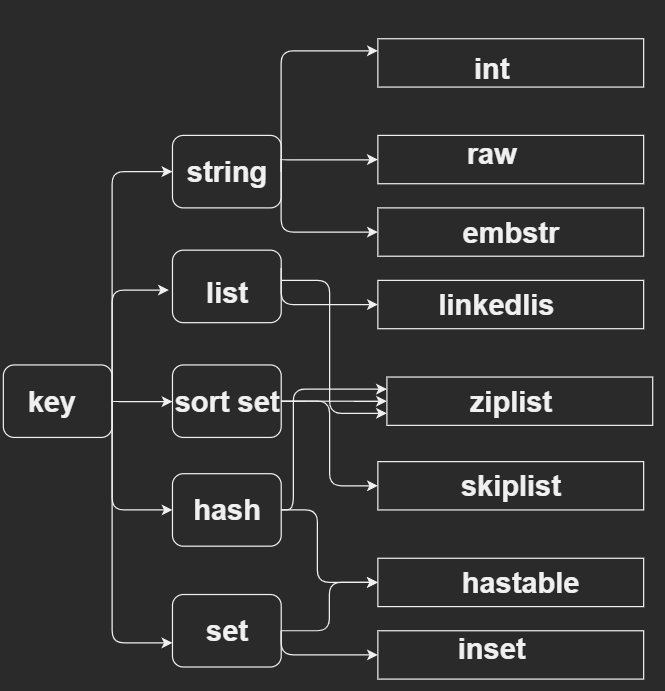 int
raw
string
embstr
list
linkedlis
key
sort set
ziplist
skiplist
hash
hastable
set
inset